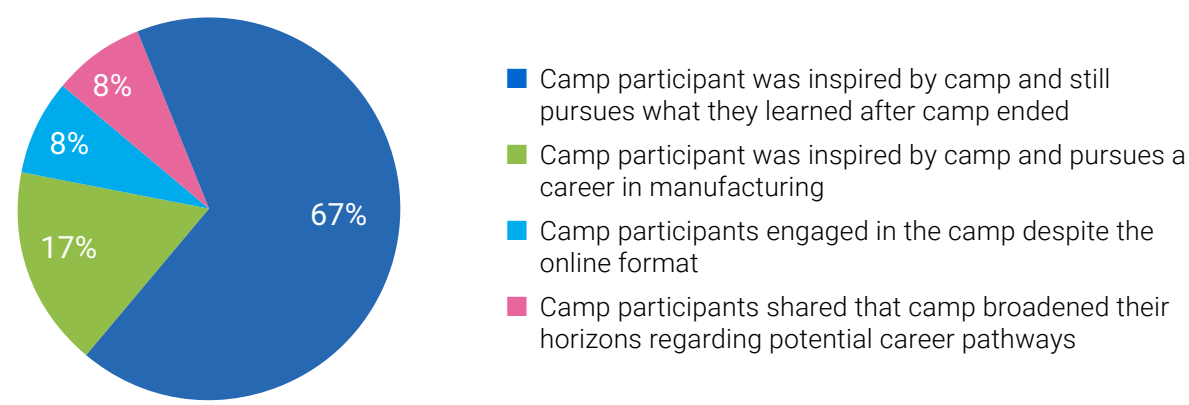 8%
8%
17%
67%
Camp participant was inspired by camp and still
pursues what they learned after camp ended
Camp participant was inspired by camp and pursues a
career in manufacturing
Camp participants engaged in the camp despite the
online format
Camp participants shared that camp broadened their
horizons regarding potential career pathways